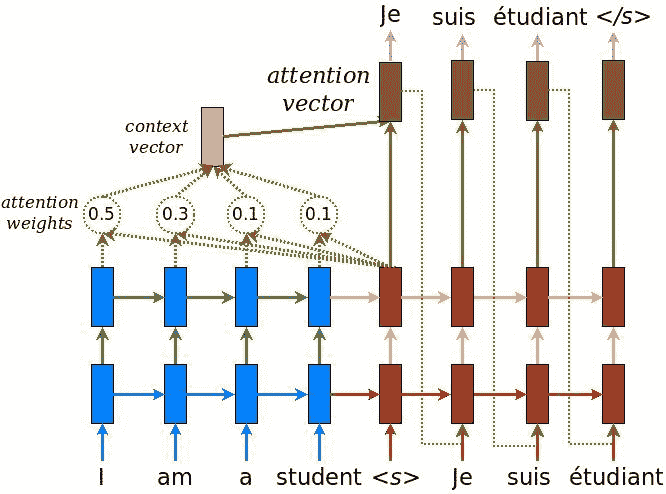 Je suis étudiant </s>
attention
vector
context
vector
attention
weights
0.5 0.3 0.1 0.1
I am a student <s> Je suis étudiant